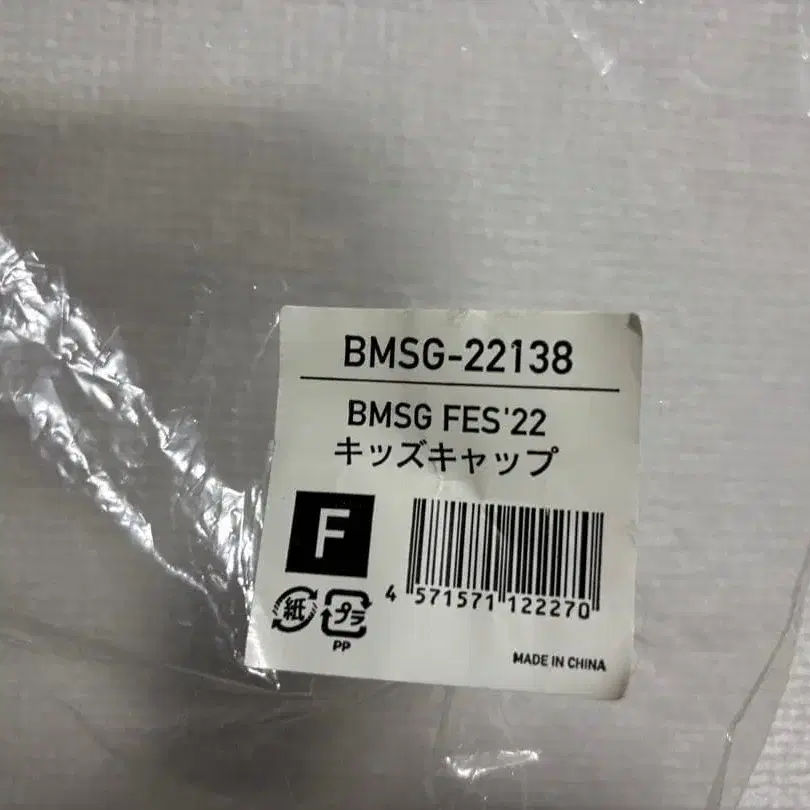 BMSG-22138
BMSG FES'22
キッズキャップ
F
4 571571 122270
紙 プラ
PP
MADE IN CHINA